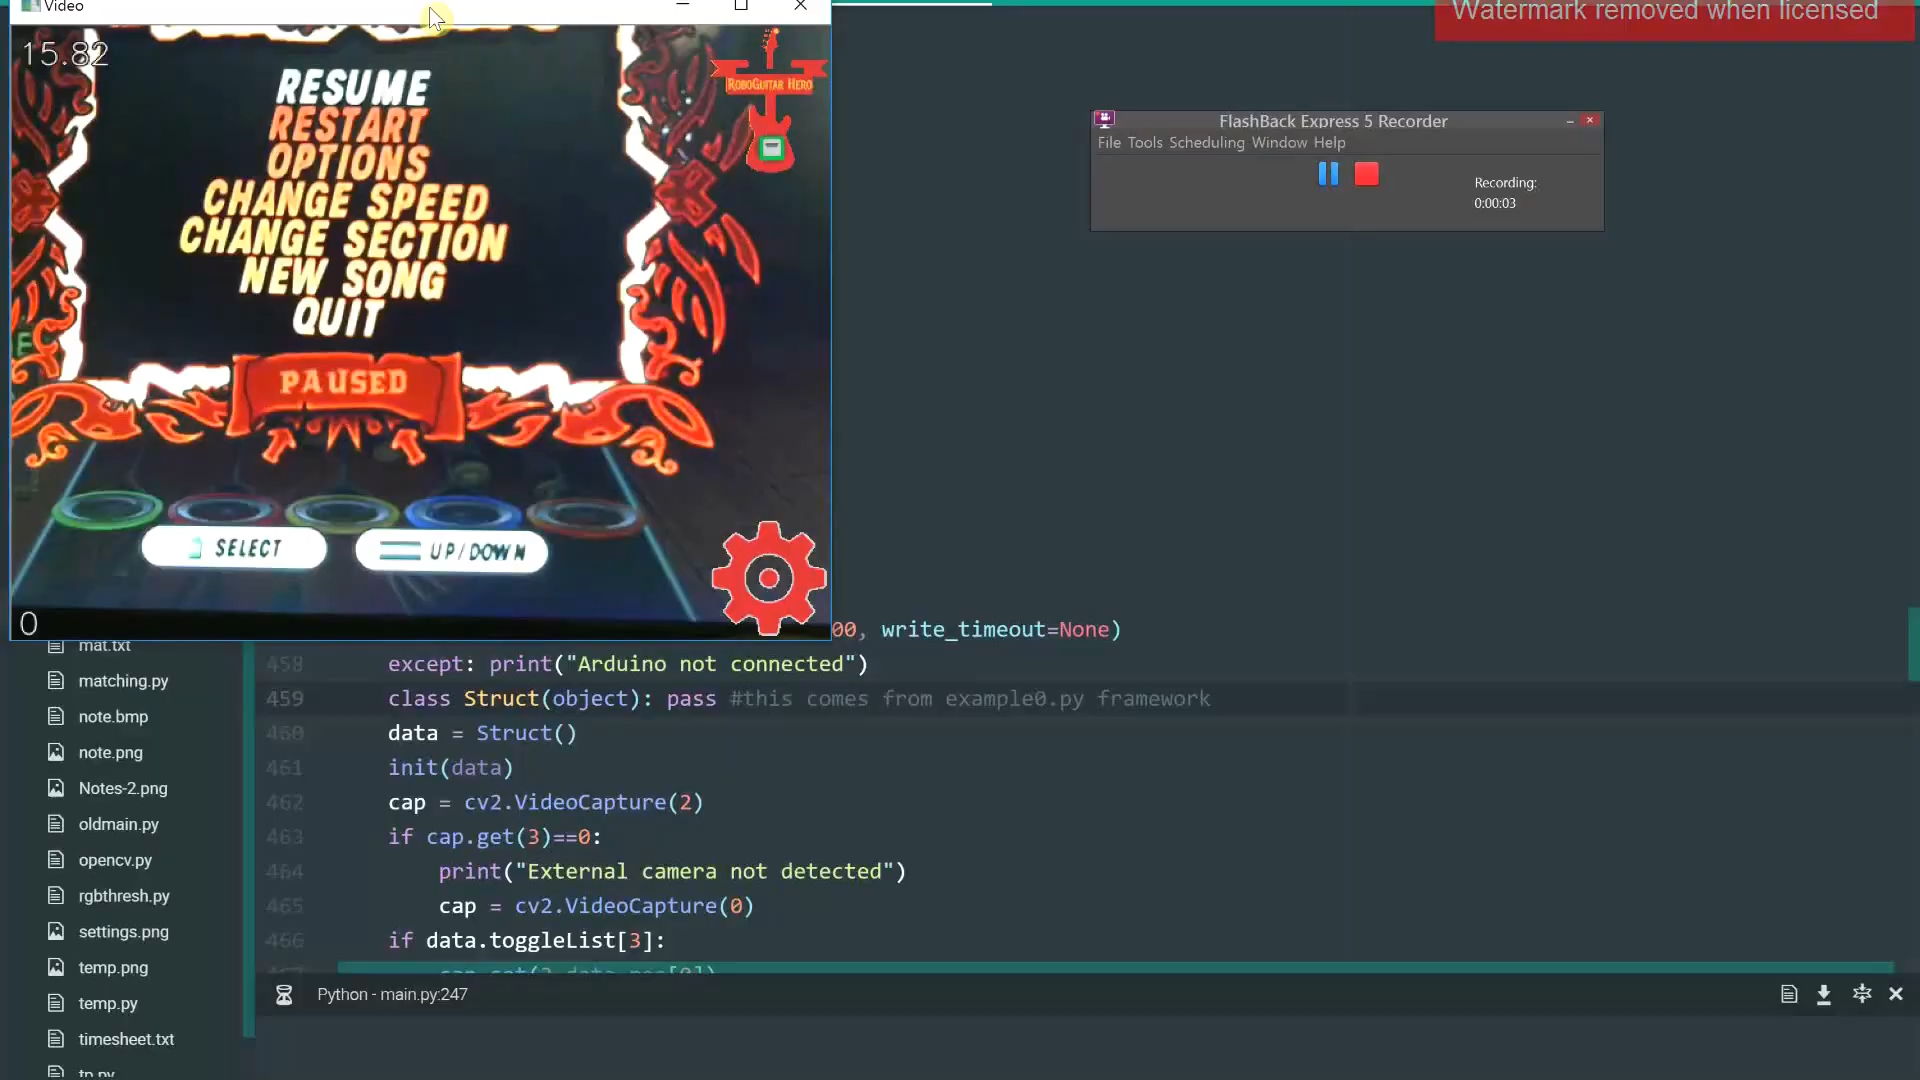 Video
Watermark removed when licensed
15.82
RESUME
RESTART
OPTIONS
CHANGE SPEED
CHANGE SECTION
NEW SONG
QUIT
PAUSED
SELECT
UP/DOWN
0
ROBOGUITAR HERO
FlashBack Express 5 Recorder
File Tools Scheduling Window Help
Recording:
0:00:03
mat.txt
matching.py
note.bmp
note.png
Notes-2.png
oldmain.py
opencv.py
rgbthresh.py
settings.png
temp.png
temp.py
timesheet.txt
tp.py
00, write_timeout=None)
458 except: print("Arduino not connected")
459 class Struct(object): pass #this comes from example0.py framework
460 data = Struct()
461 init(data)
462 cap = cv2.VideoCapture(2)
463 if cap.get(3)==0:
464 print("External camera not detected")
465 cap = cv2.VideoCapture(0)
466 if data.toggleList[3]:
Python - main.py:247